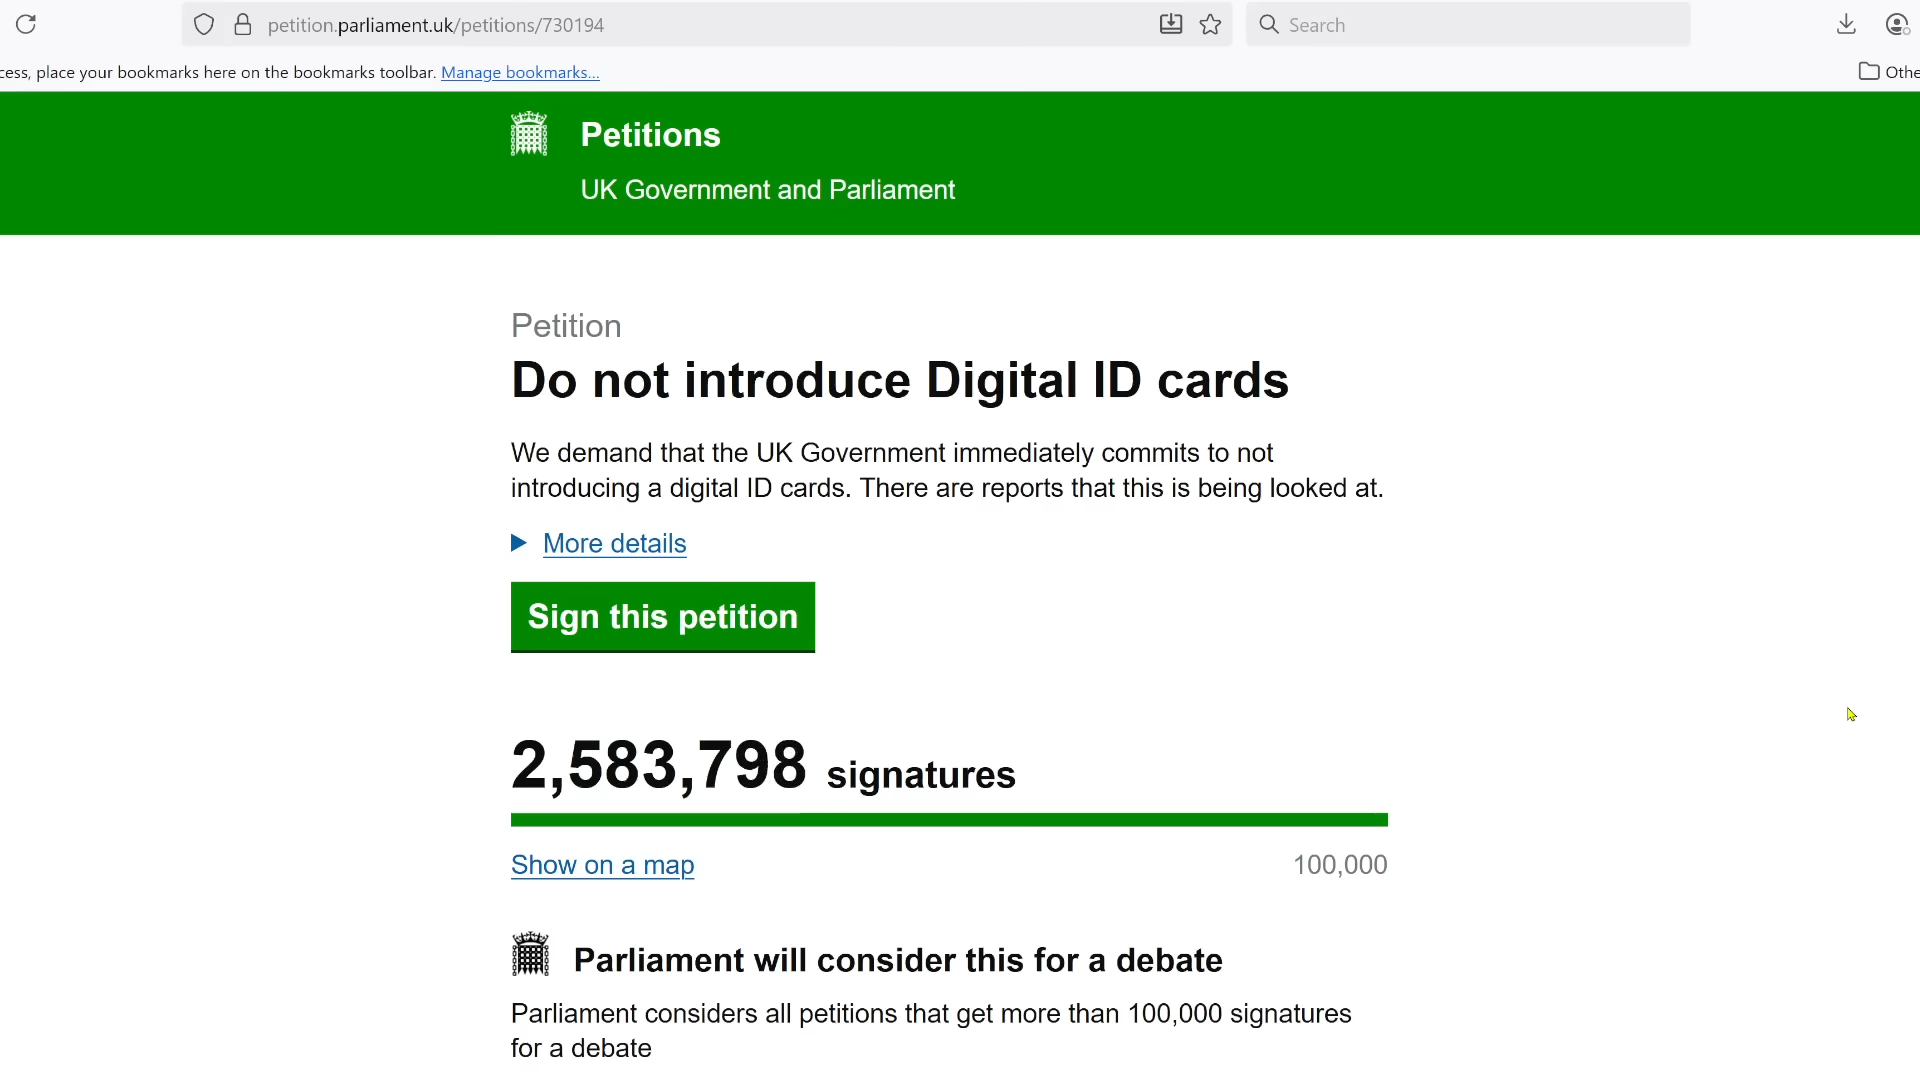 petition.parliament.uk/petitions/730194
Search
cess, place your bookmarks here on the bookmarks toolbar. Manage bookmarks...
Othe
Petitions
UK Government and Parliament
Petition
Do not introduce Digital ID cards
We demand that the UK Government immediately commits to not
introducing a digital ID cards. There are reports that this is being looked at.
More details
Sign this petition
2,583,798 signatures
Show on a map
100,000
Parliament will consider this for a debate
Parliament considers all petitions that get more than 100,000 signatures
for a debate